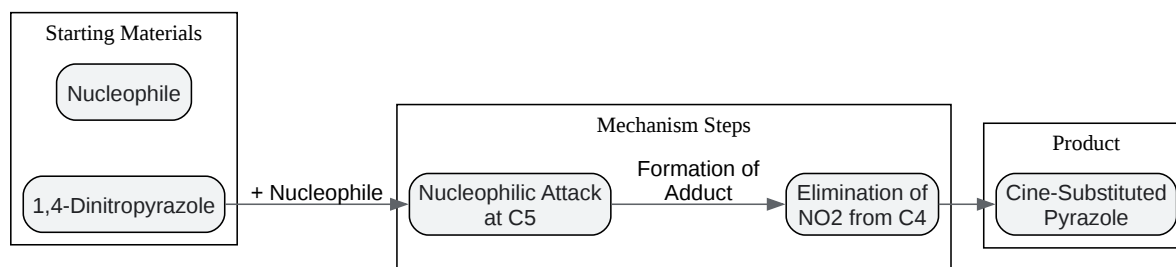 Starting Materials
Nucleophile
1,4-Dinitropyrazole
+ Nucleophile
Mechanism Steps
Nucleophilic Attack
at C5
Formation of
Adduct
Elimination of
NO2 from C4
Product
Cine-Substituted
Pyrazole